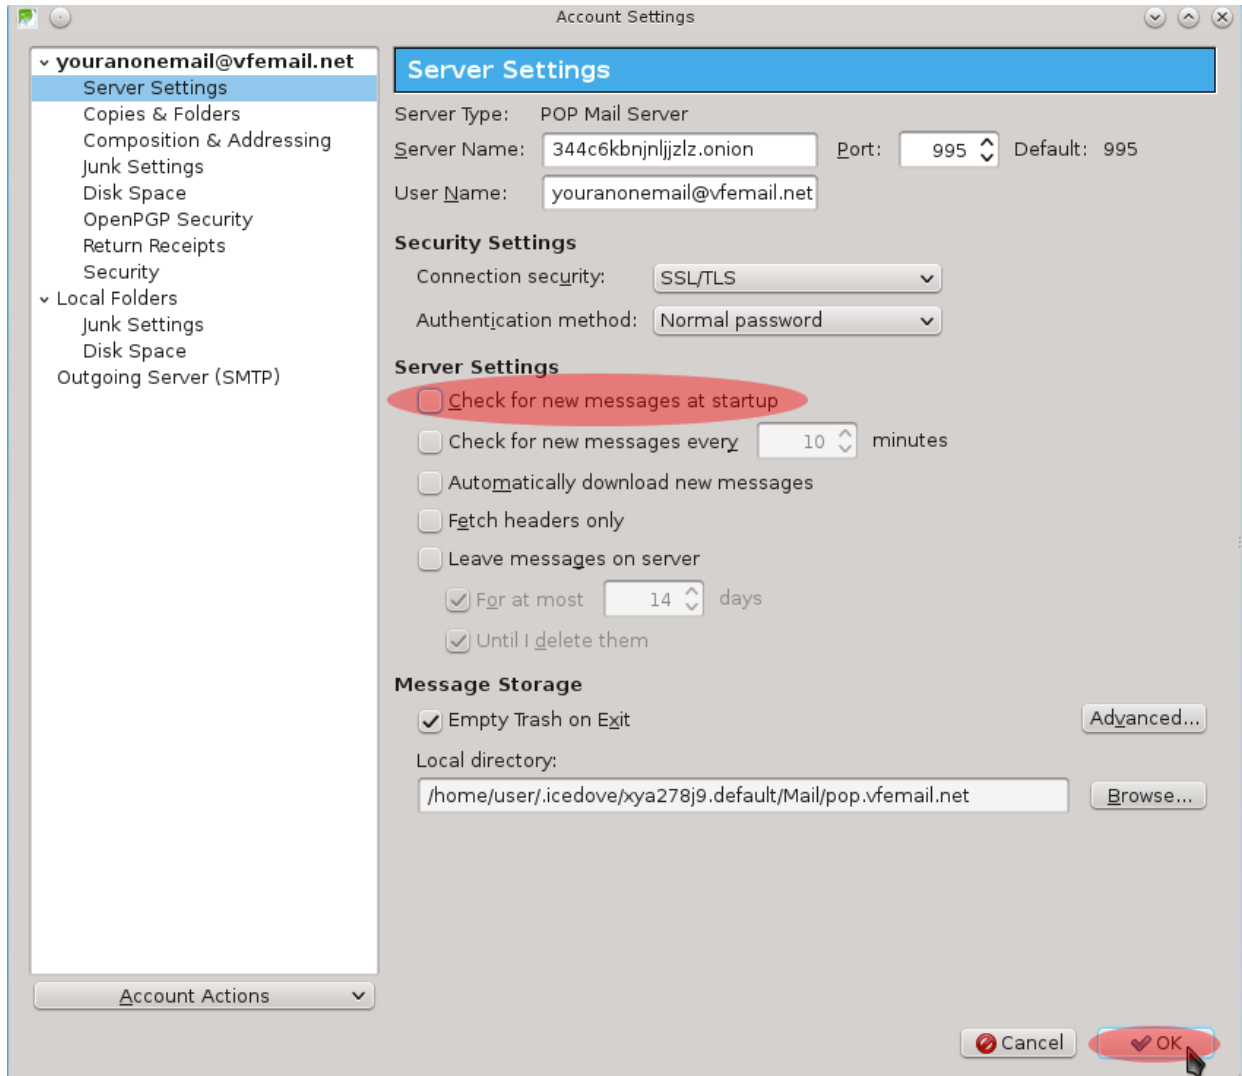 Account Settings
youranonemail@vfemail.net
Server Settings
Copies & Folders
Composition & Addressing
Junk Settings
Disk Space
OpenPGP Security
Return Receipts
Security
Local Folders
Junk Settings
Disk Space
Outgoing Server (SMTP)
Account Actions
Server Settings
Server Type: POP Mail Server
Server Name: 344c6kbnjnljjzlz.onion Port: 995 Default: 995
User Name: youranonemail@vfemail.net
Security Settings
Connection security: SSL/TLS
Authentication method: Normal password
Server Settings
Check for new messages at startup
Check for new messages every 10 minutes
Automatically download new messages
Fetch headers only
Leave messages on server
For at most 14 days
Until I delete them
Message Storage
Empty Trash on Exit Advanced...
Local directory:
/home/user/.icedove/xya278j9.default/Mail/pop.vfemail.net Browse...
Cancel OK